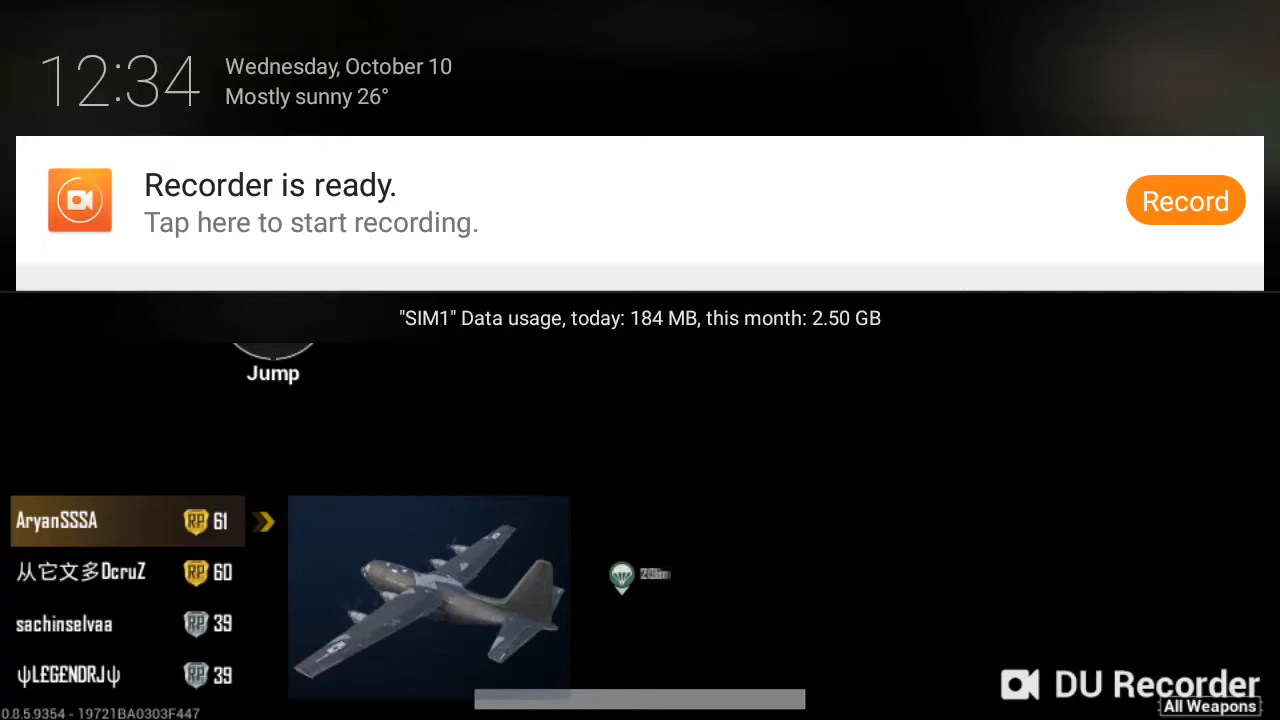 12:34
Wednesday, October 10
Mostly sunny 26°
Recorder is ready.
Tap here to start recording.
Record
"SIM1" Data usage, today: 184 MB, this month: 2.50 GB
Jump
AryanSSSA RP 61
从它文多DcruZ RP 60
sachinselvaa RP 39
ψLEGENDRJψ RP 39
DU Recorder
All Weapons
0.8.5.9354 - 19721BA0303F447